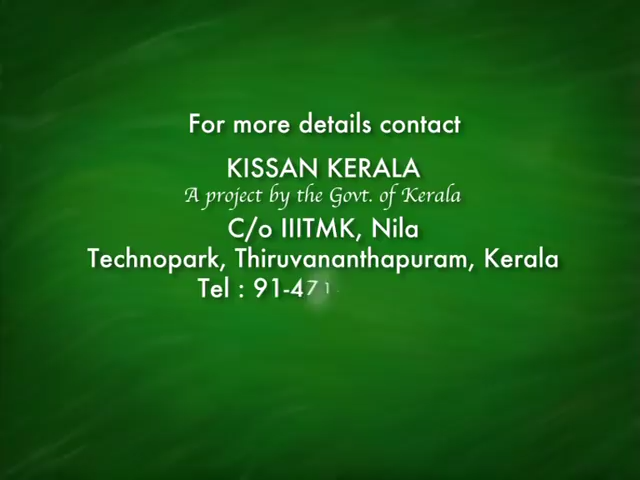 For more details contact
KISSAN KERALA
A project by the Govt. of Kerala
C/o IIITMK, Nila
Technopark, Thiruvananthapuram, Kerala
Tel : 91-471